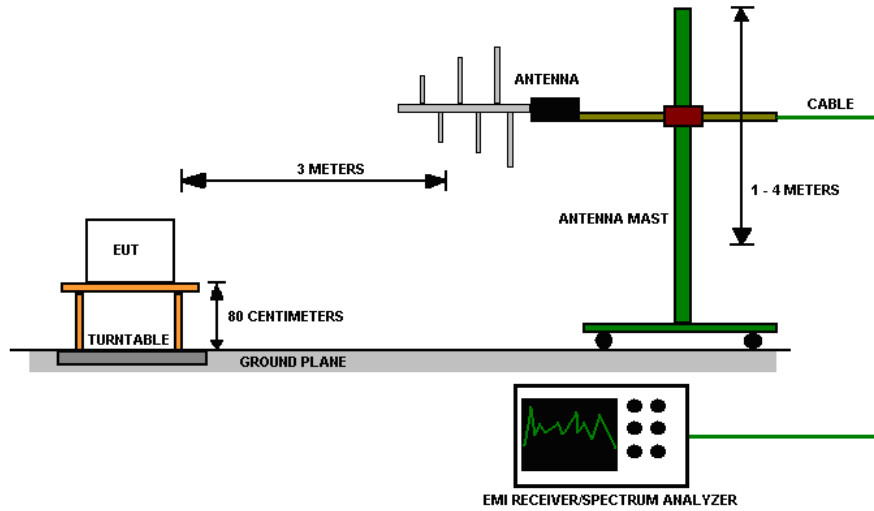 ANTENNA
CABLE
3 METERS
1 - 4 METERS
ANTENNA MAST
EUT
80 CENTIMETERS
TURNTABLE
GROUND PLANE
EMI RECEIVER/SPECTRUM ANALYZER